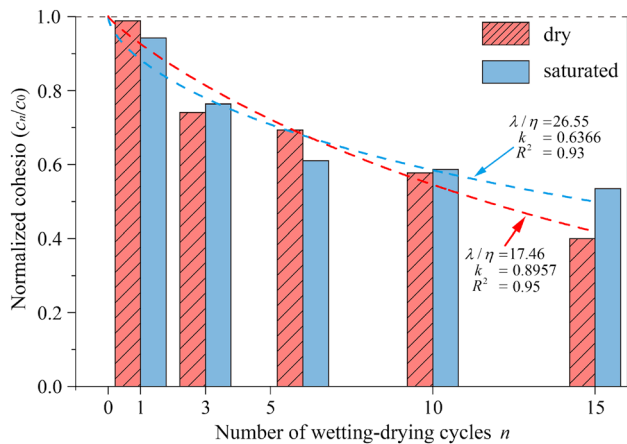 1.0
0.8
0.6
0.4
0.2
0.0
Normalized cohesio (cn/c0)
dry
saturated
λ/η=26.55
k = 0.6366
R² = 0.93
λ/η=17.46
k = 0.8957
R² = 0.95
0 1 3 5 10 15
Number of wetting-drying cycles n